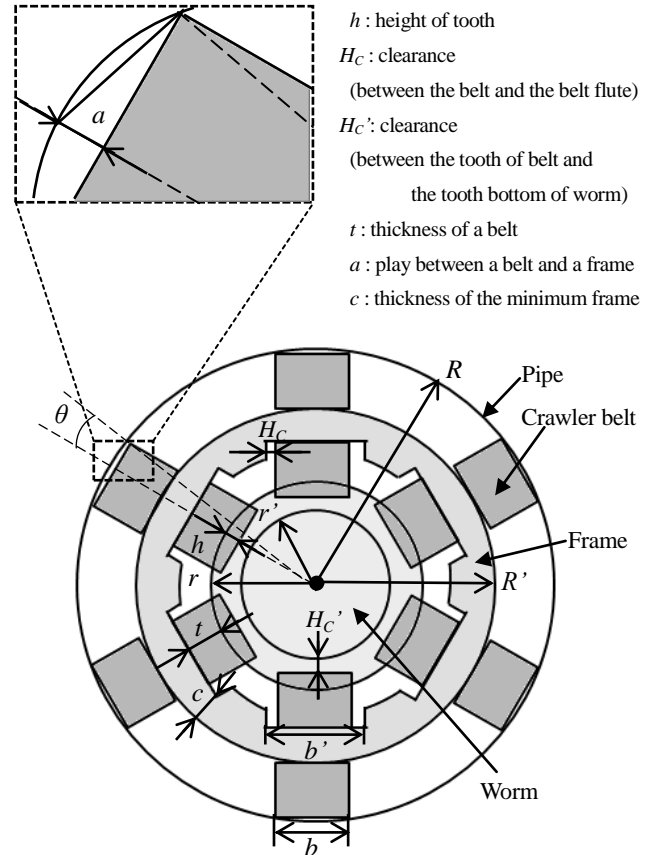 h : height of tooth
H_C : clearance
(between the belt and the belt flute)
H_C’: clearance
(between the tooth of belt and
the tooth bottom of worm)
t : thickness of a belt
a : play between a belt and a frame
c : thickness of the minimum frame
a
R
Pipe
Crawler belt
θ
H_C
r’
h
Frame
r
R’
H_C’
t
c
b’
Worm
b